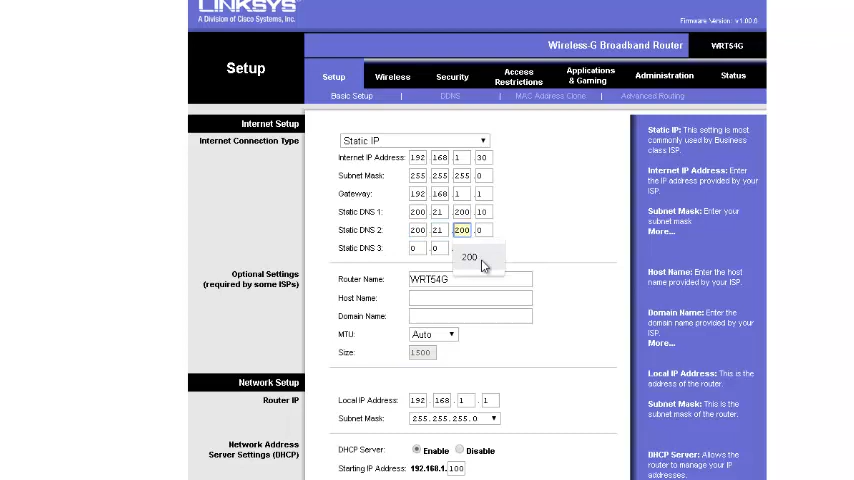 LINKSYS
A Division of Cisco Systems, Inc.
Firmware Version: v1.00.6
Setup
Wireless-G Broadband Router WRT54G
Setup Wireless Security Access Restrictions Applications & Gaming Administration Status
Basic Setup | DDNS | MAC Address Clone | Advanced Routing
Internet Setup
Internet Connection Type
Static IP
Internet IP Address: 192 . 168 . 1 . 30
Subnet Mask: 255 . 255 . 255 . 0
Gateway: 192 . 168 . 1 . 1
Static DNS 1: 200 . 21 . 200 . 10
Static DNS 2: 200 . 21 . 200 . 0
Static DNS 3: 0 . 0 .
200
Optional Settings
(required by some ISPs)
Router Name: WRT54G
Host Name:
Domain Name:
MTU: Auto
Size: 1500
Network Setup
Router IP
Local IP Address: 192 . 168 . 1 . 1
Subnet Mask: 255.255.255.0
Network Address
Server Settings (DHCP)
DHCP Server: Enable Disable
Starting IP Address: 192.168.1. 100
Static IP: This setting is most
commonly used by Business
class ISP.
Internet IP Address: Enter
the IP address provided by your
ISP.
Subnet Mask: Enter your
subnet mask
More...
Host Name: Enter the host
name provided by your ISP.
Domain Name: Enter the
domain name provided by your
ISP.
More...
Local IP Address: This is the
address of the router.
Subnet Mask: This is the
subnet mask of the router.
DHCP Server: Allows the
router to manage your IP
addresses.